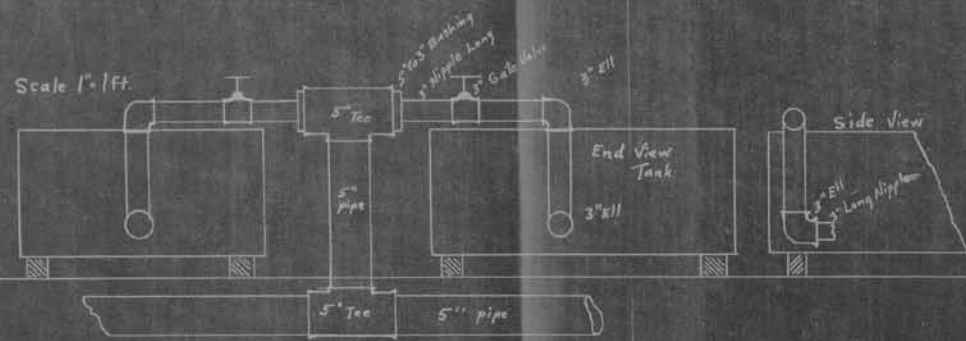 Scale 1"=1ft.
5" to 3" Bushing
3" Nipple Long
3" Gate Valve
3" Ell
5" Tee
5" pipe
End View
Tank
3" Ell
Side View
3" Ell
3" Long Nipple
5" Tee
5" pipe